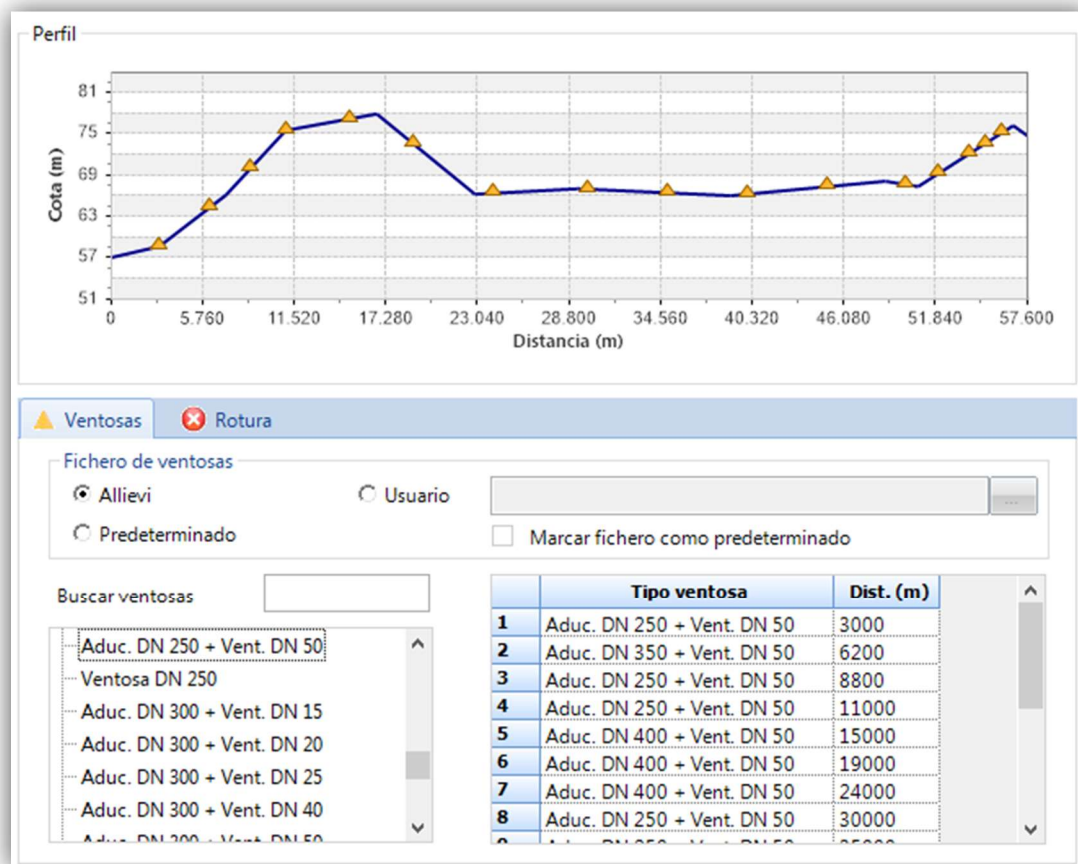 Perfil
Cota (m)
81
75
69
63
57
51
0 5.760 11.520 17.280 23.040 28.800 34.560 40.320 46.080 51.840 57.600
Distancia (m)
Ventosas Rotura
Fichero de ventosas
Allievi Usuario ...
Predeterminado Marcar fichero como predeterminado
Buscar ventosas
Aduc. DN 250 + Vent. DN 50
Ventosa DN 250
Aduc. DN 300 + Vent. DN 15
Aduc. DN 300 + Vent. DN 20
Aduc. DN 300 + Vent. DN 25
Aduc. DN 300 + Vent. DN 40
Aduc. DN 300 + Vent. DN 50
Tipo ventosa Dist. (m)
1 Aduc. DN 250 + Vent. DN 50 3000
2 Aduc. DN 350 + Vent. DN 50 6200
3 Aduc. DN 250 + Vent. DN 50 8800
4 Aduc. DN 250 + Vent. DN 50 11000
5 Aduc. DN 400 + Vent. DN 50 15000
6 Aduc. DN 400 + Vent. DN 50 19000
7 Aduc. DN 400 + Vent. DN 50 24000
8 Aduc. DN 250 + Vent. DN 50 30000